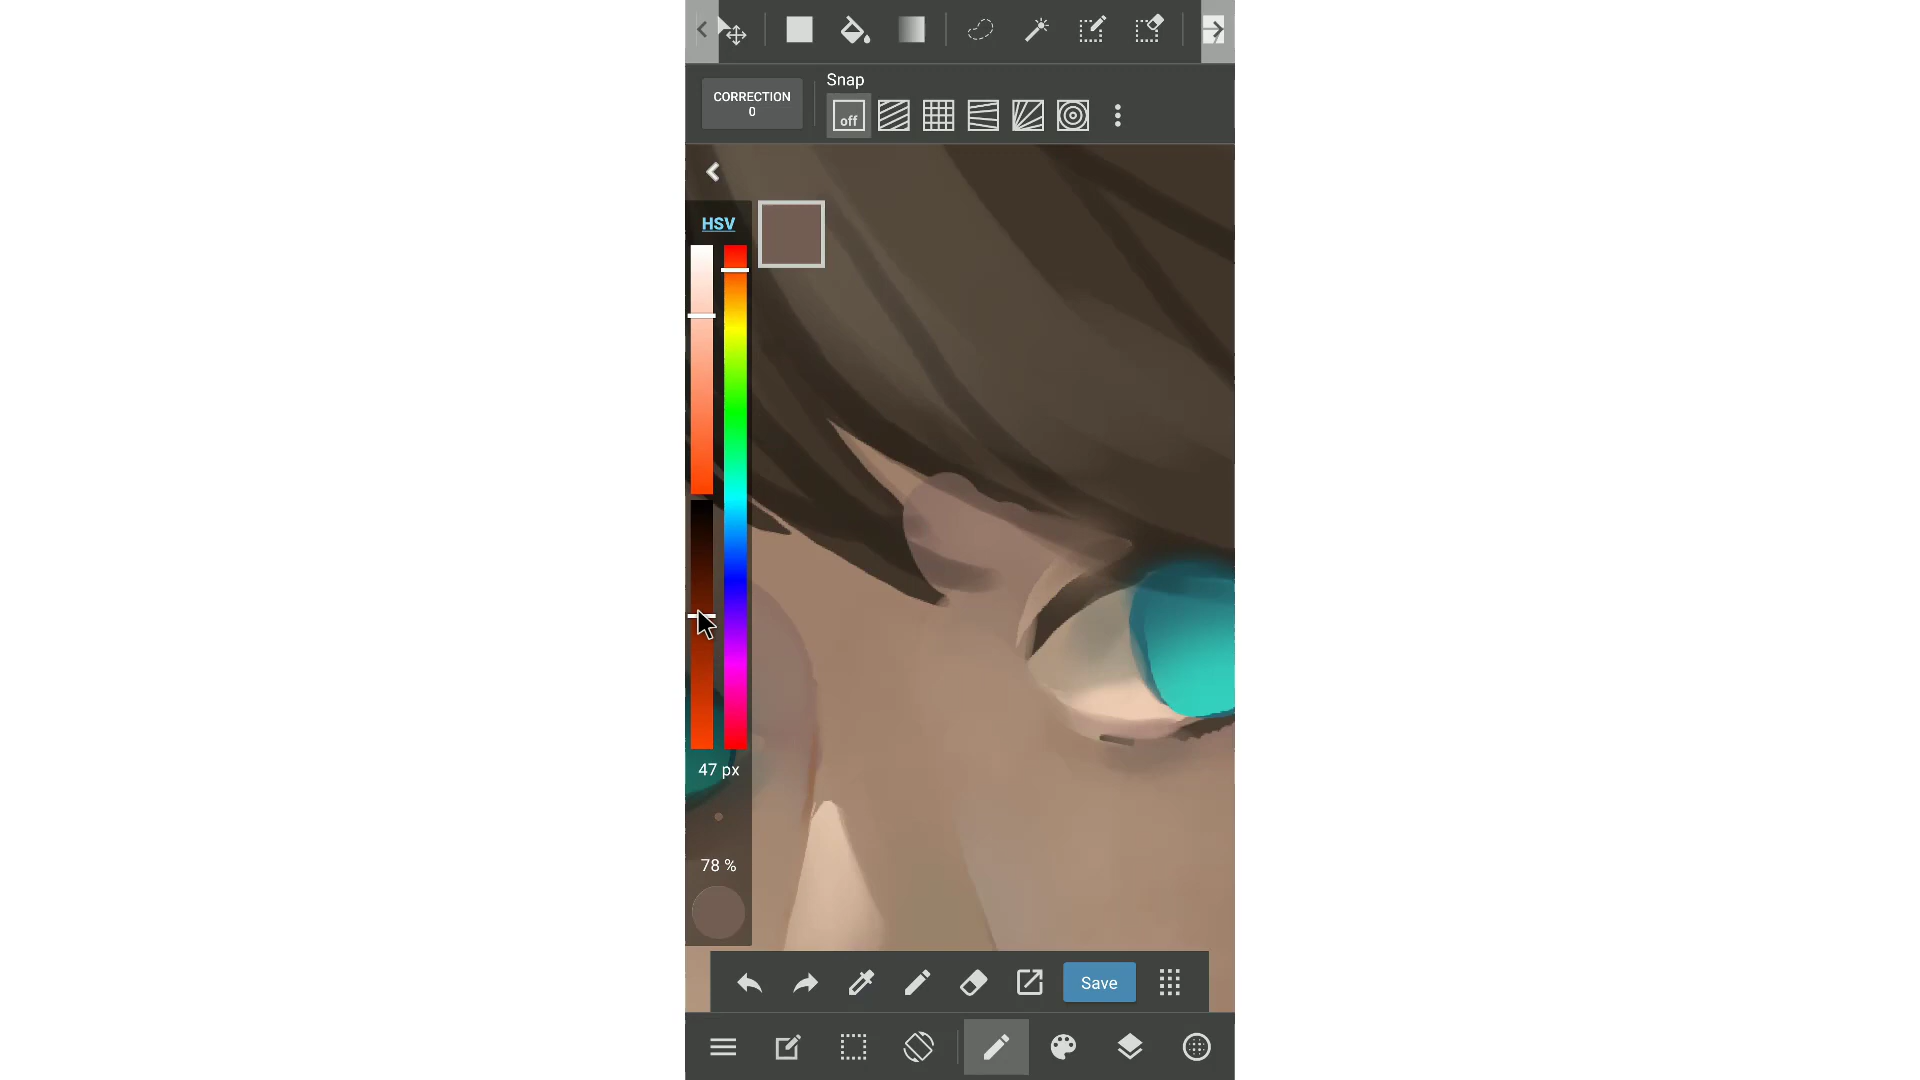 CORRECTION
0
Snap
off
HSV
47 px
78 %
Save